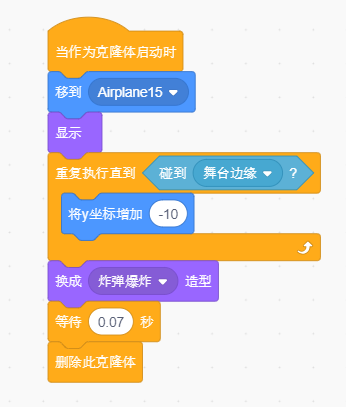 当作为克隆体启动时
移到 Airplane15
显示
重复执行直到 碰到 舞台边缘 ?
将y坐标增加 -10
换成 炸弹爆炸 造型
等待 0.07 秒
删除此克隆体